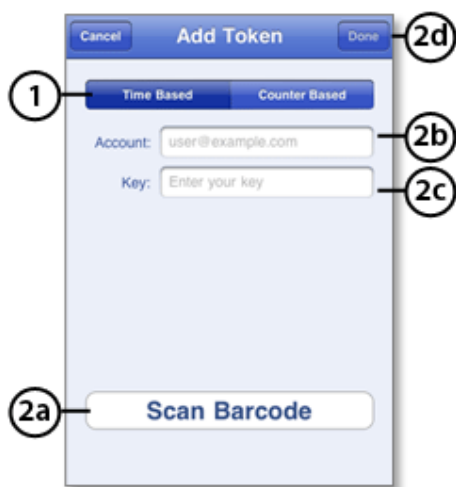 Cancel Add Token Done 2d
1 Time Based Counter Based
Account: user@example.com 2b
Key: Enter your key 2c
2a Scan Barcode